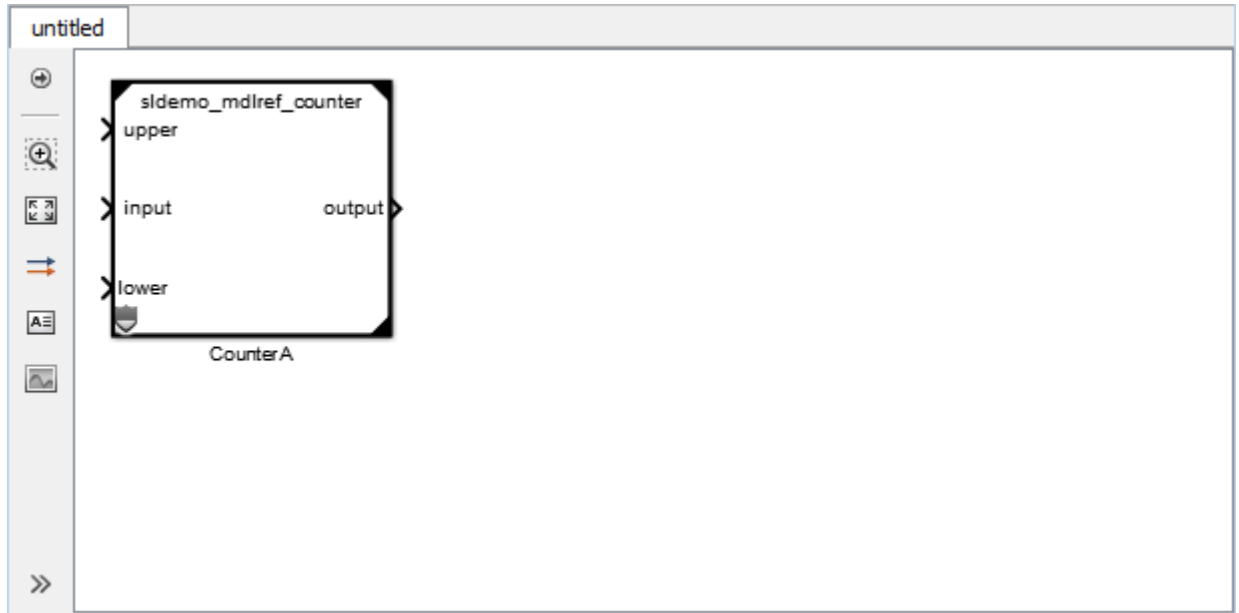 untitled
sldemo_mdlref_counter
upper
input output
lower
CounterA
A